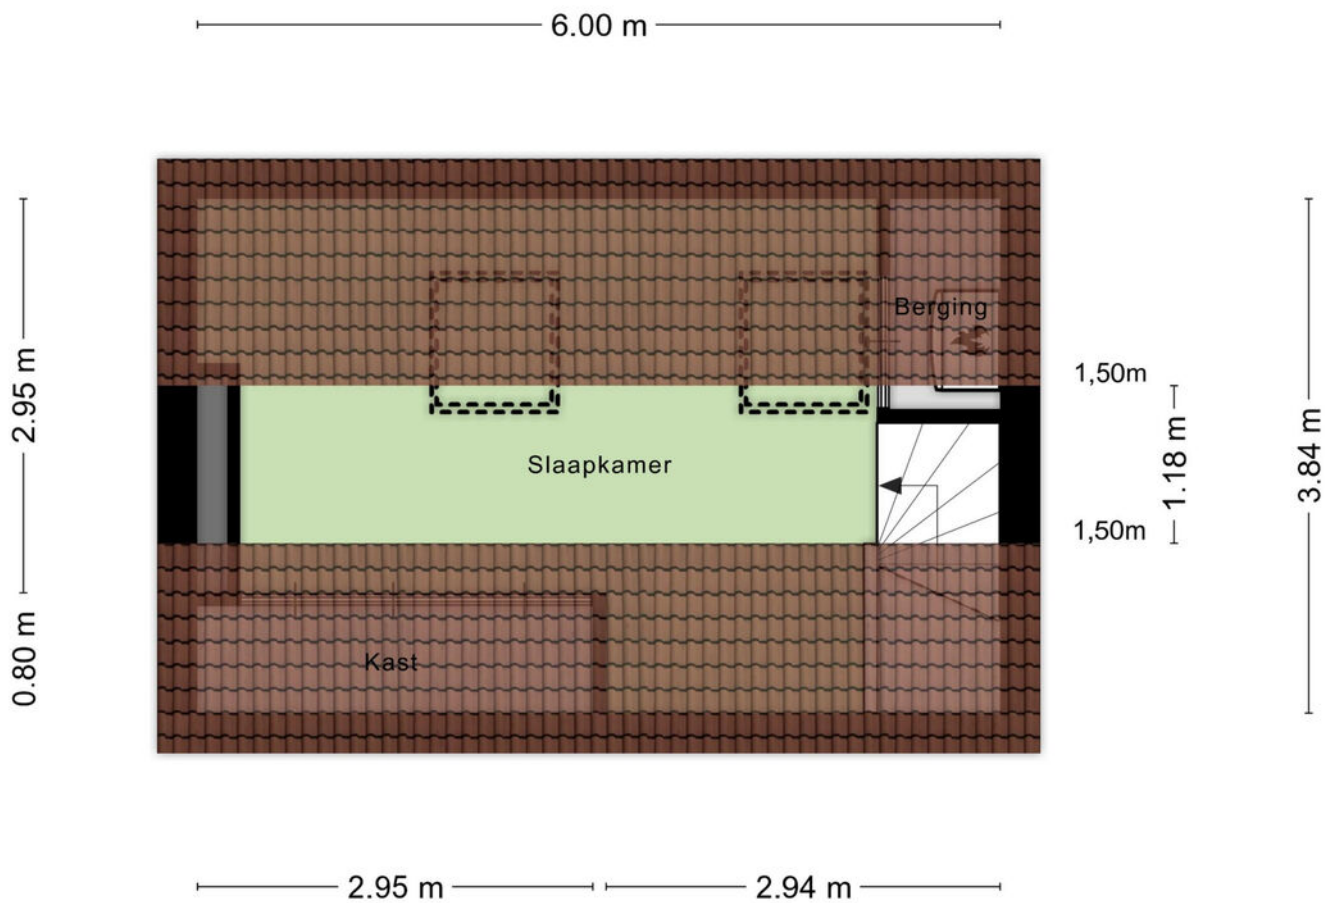 6.00 m
Berging
1,50m
2.95 m
1.18 m
3.84 m
Slaapkamer
1,50m
0.80 m
Kast
2.95 m
2.94 m